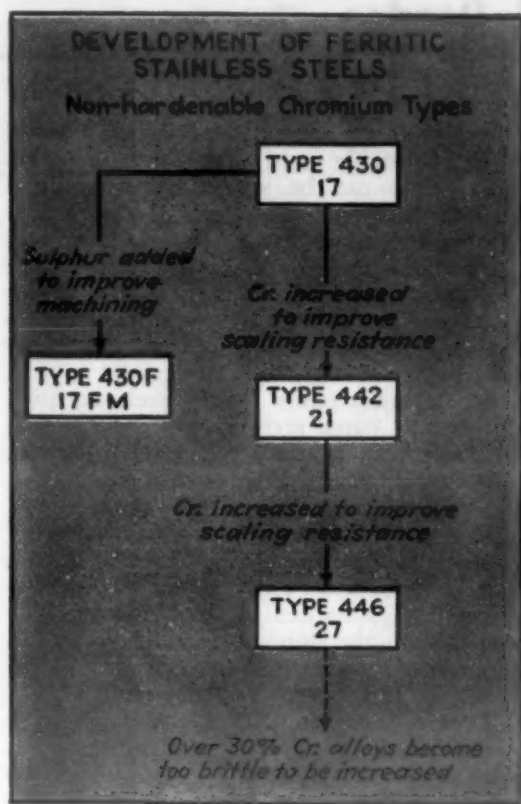 DEVELOPMENT OF FERRITIC
STAINLESS STEELS
Non-hardenable Chromium Types
TYPE 430
17
Sulphur added
to improve
machining
Cr. increased
to improve
scaling resistance
TYPE 430F
17 FM
TYPE 442
21
Cr. increased to improve
scaling resistance
TYPE 446
27
Over 30% Cr. alloys become
too brittle to be increased